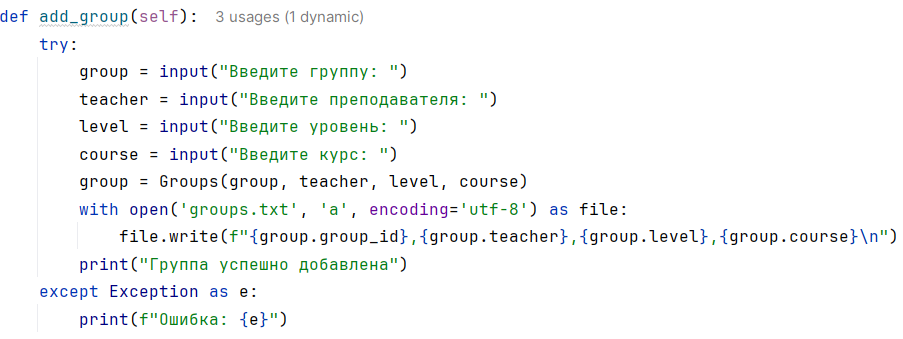 def add_group(self): 3 usages (1 dynamic)
    try:
        group = input("Введите группу: ")
        teacher = input("Введите преподавателя: ")
        level = input("Введите уровень: ")
        course = input("Введите курс: ")
        group = Groups(group, teacher, level, course)
        with open('groups.txt', 'a', encoding='utf-8') as file:
            file.write(f"{group.group_id},{group.teacher},{group.level},{group.course}\n")
        print("Группа успешно добавлена")
    except Exception as e:
        print(f"Ошибка: {e}")